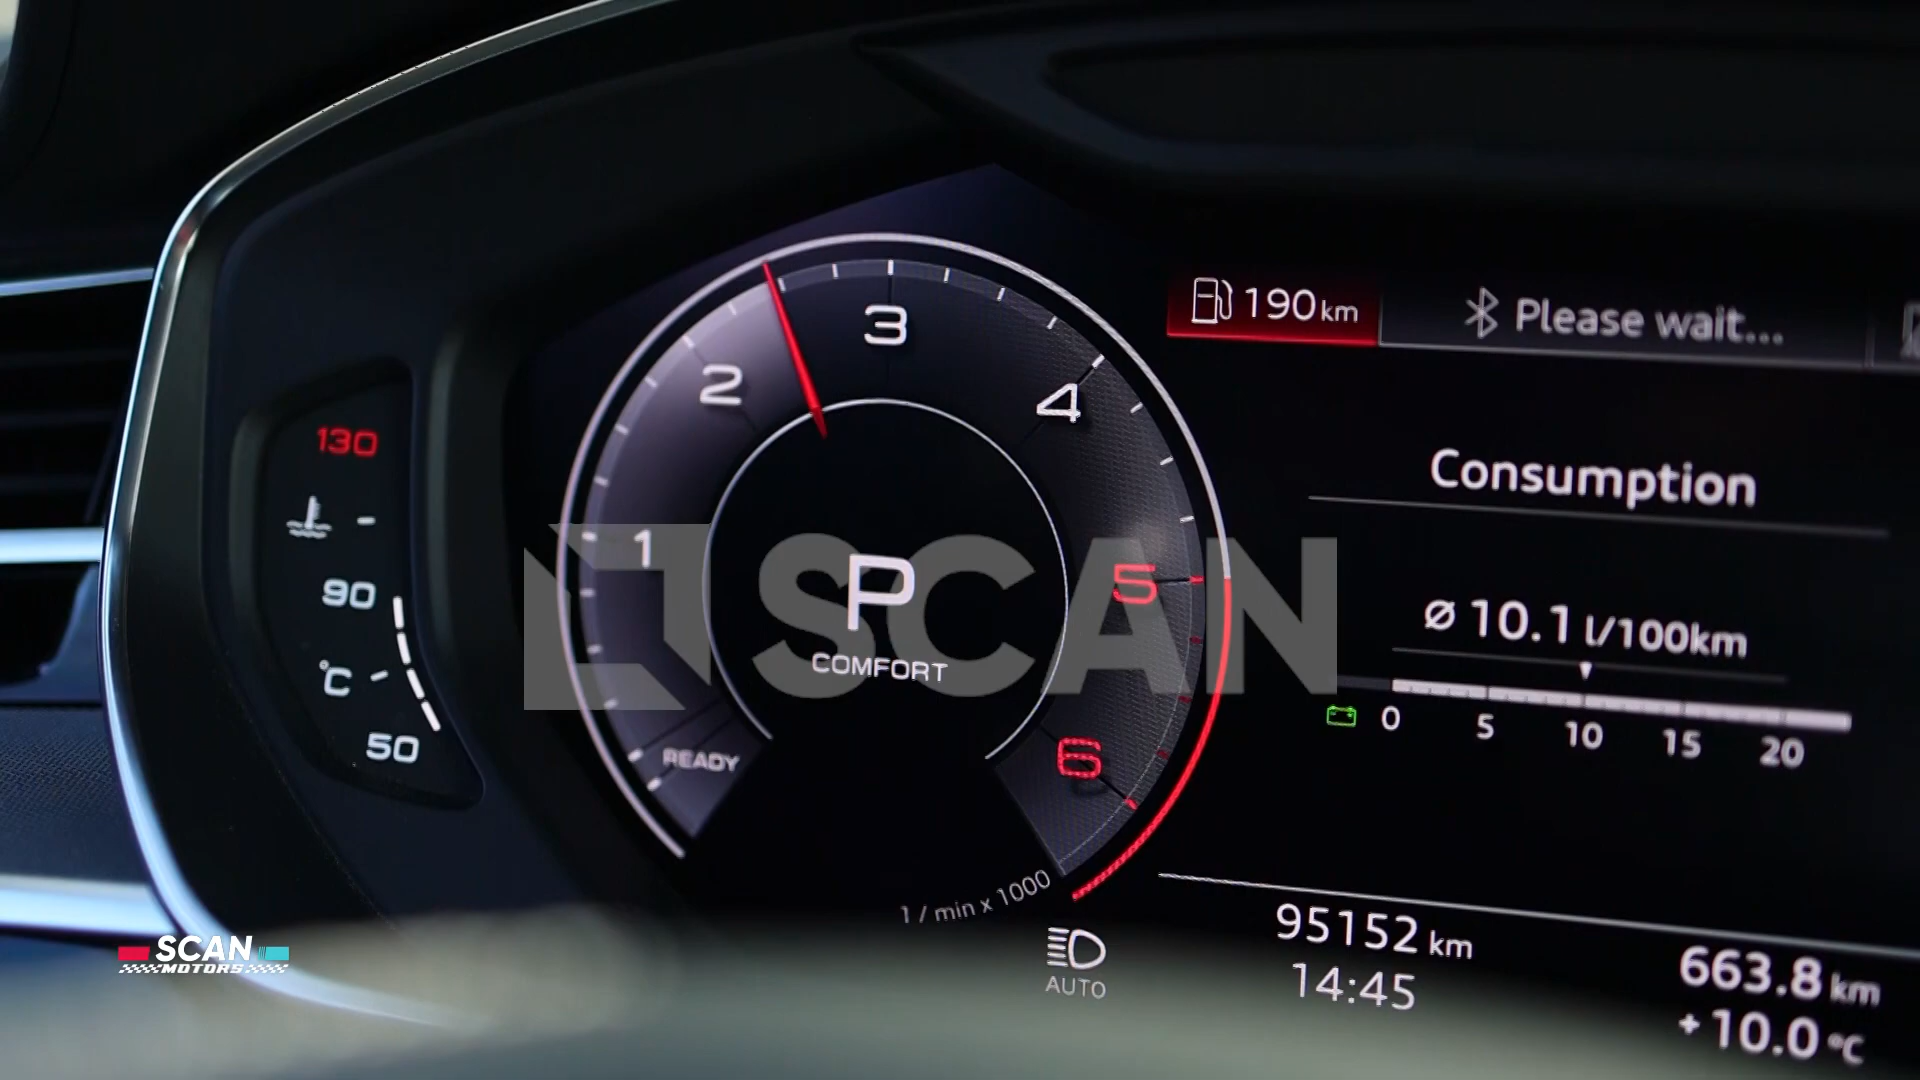 190 km
Please wait...
3
2
4
130
Consumption
1
5
90
P
COMFORT
ø 10.1 l/100km
°C
0 5 10 15 20
50
READY
6
1 / min x 1000
95152 km
14:45
AUTO
663.8 km
+10.0 °C
SCAN
SCAN
MOTORS